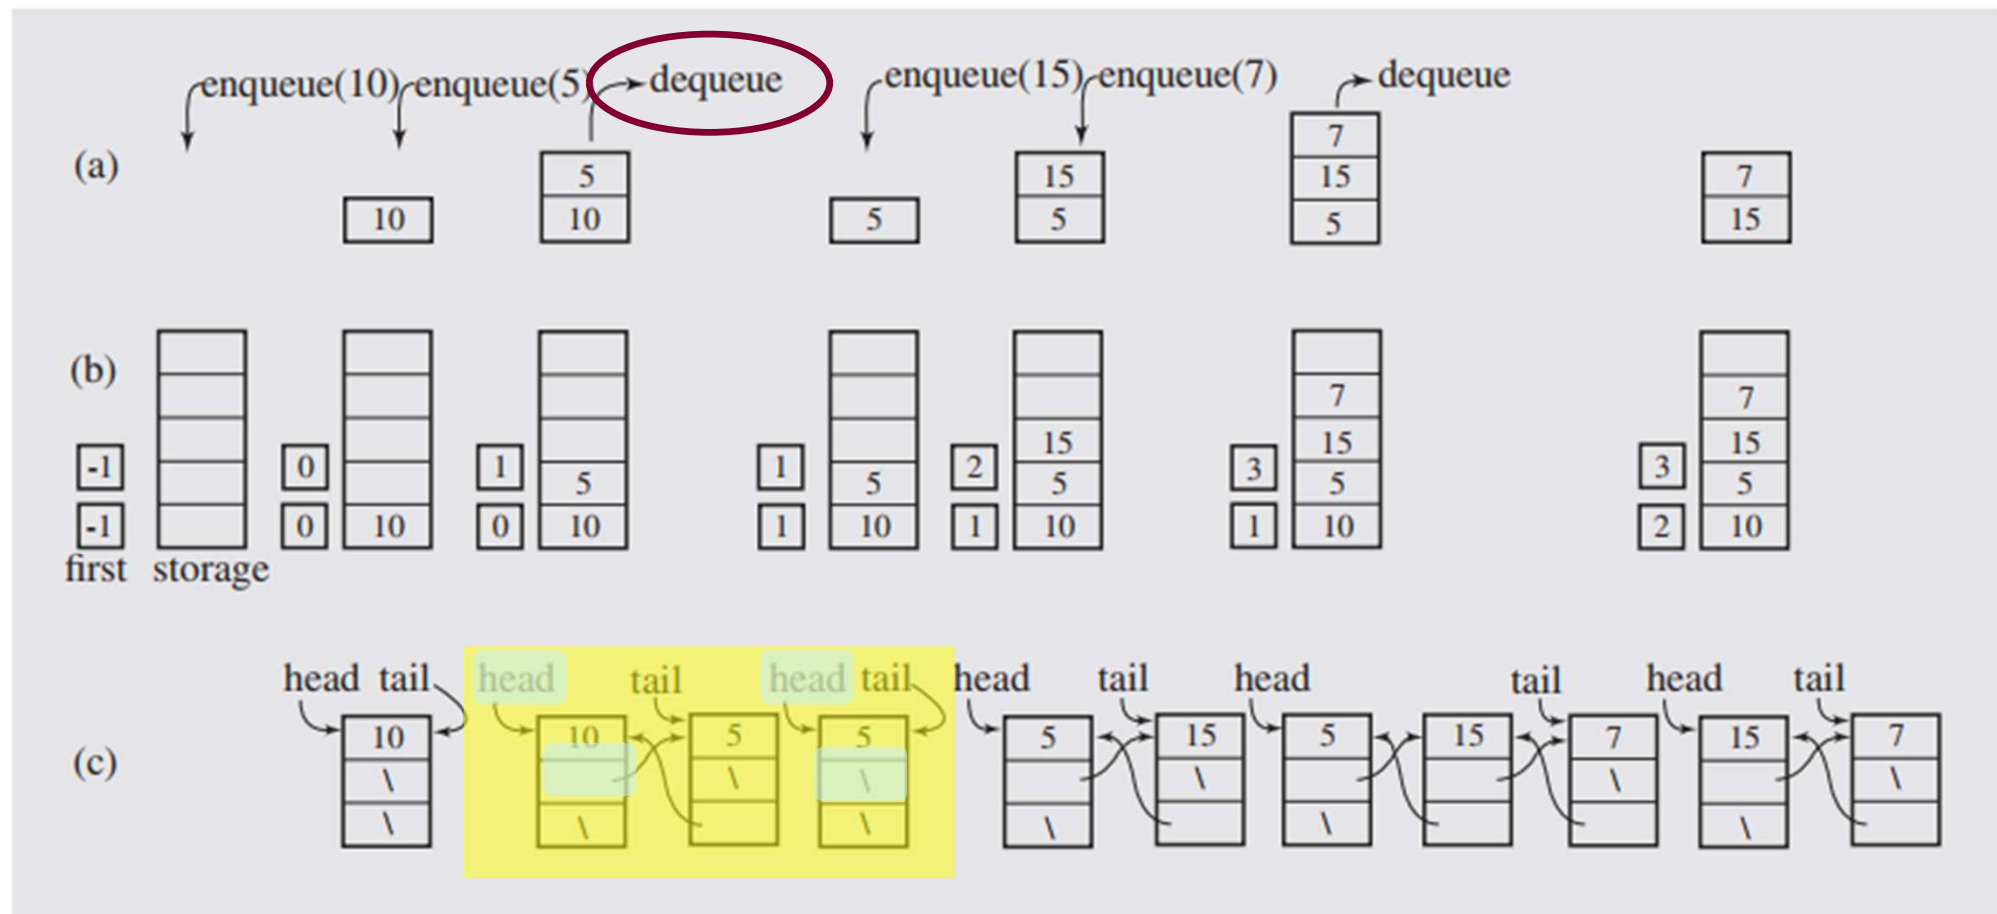 enqueue(10) enqueue(5) dequeue enqueue(15) enqueue(7) dequeue
7
(a) 5 15 15 7
10 10 5 5 5 15
(b)
7 7
15 15 15
-1 0 1 5 1 5 2 5 3 5 3 5
-1 0 10 0 10 1 10 1 10 1 10 2 10
first storage
head tail head tail head tail head tail head tail head tail
10 10 5 5 5 15 5 15 7 15 7
(c) \ \ \ \ \ \
\ \ \ \ \ \